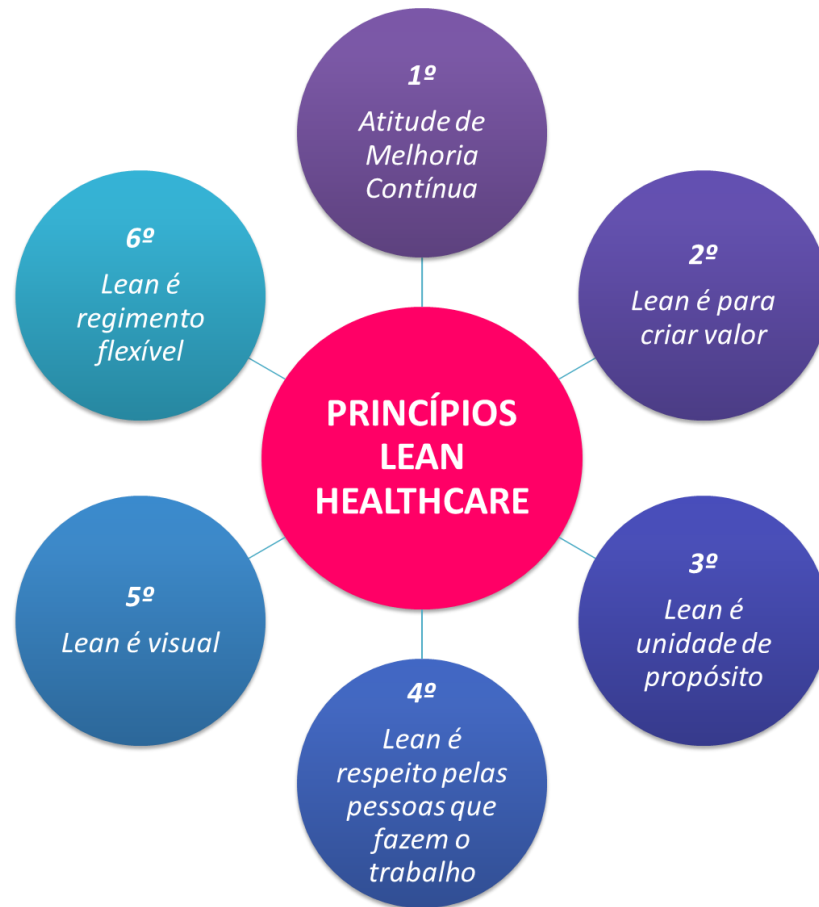 1º
Atitude de
Melhoria
Contínua
2º
Lean é para
criar valor
3º
Lean é
unidade de
propósito
4º
Lean é
respeito pelas
pessoas que
fazem o
trabalho
5º
Lean é visual
6º
Lean é
regimento
flexível
PRINCÍPIOS
LEAN
HEALTHCARE